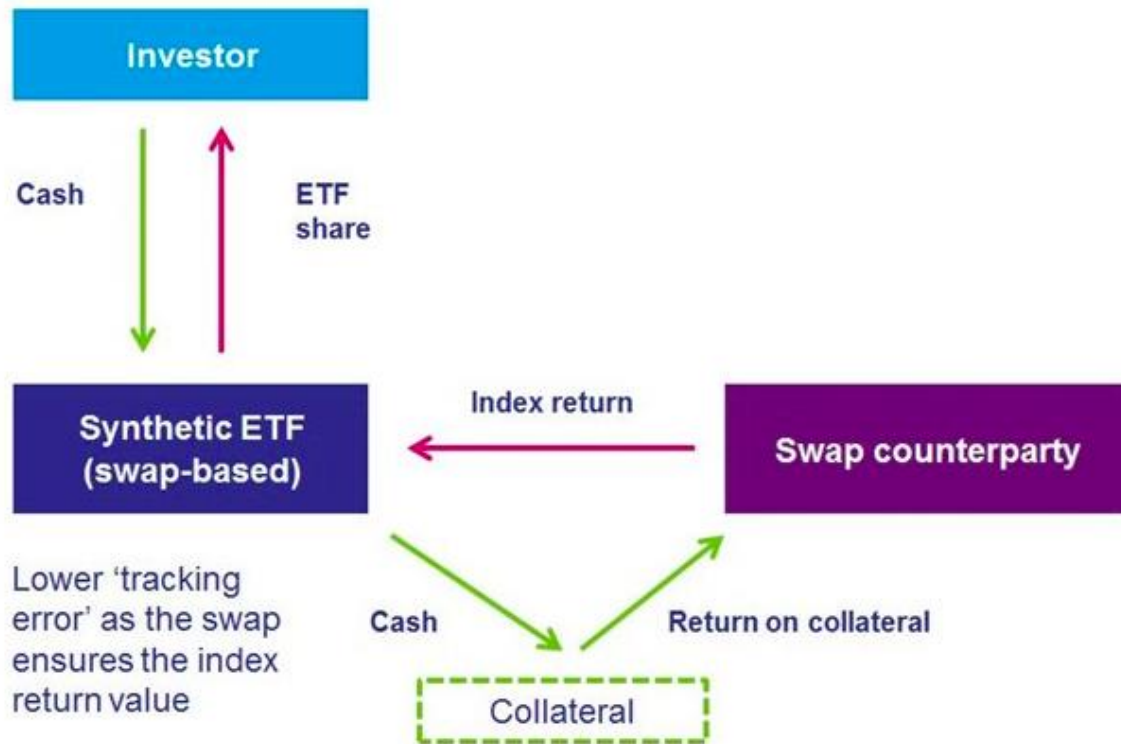 Investor
Cash
ETF
share
Synthetic ETF
(swap-based)
Index return
Swap counterparty
Lower ‘tracking
error’ as the swap
ensures the index
return value
Cash
Return on collateral
Collateral